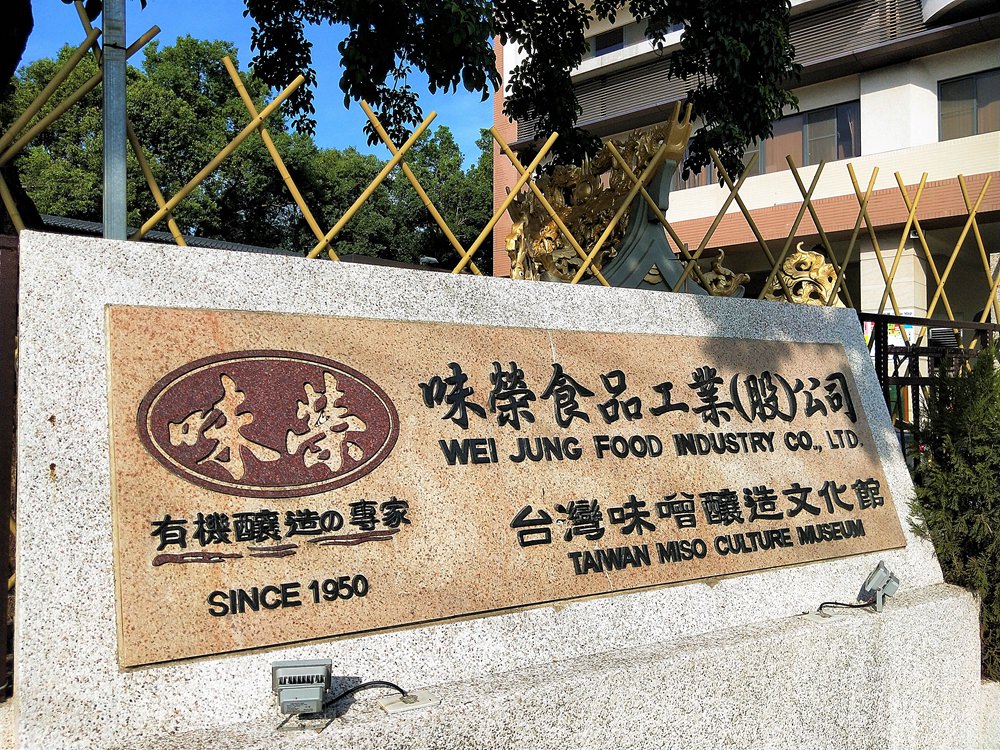 味榮
有機釀造の專家
SINCE 1950
味榮食品工業(股)公司
WEI JUNG FOOD INDUSTRY CO., LTD.
台灣味噌釀造文化館
TAIWAN MISO CULTURE MUSEUM